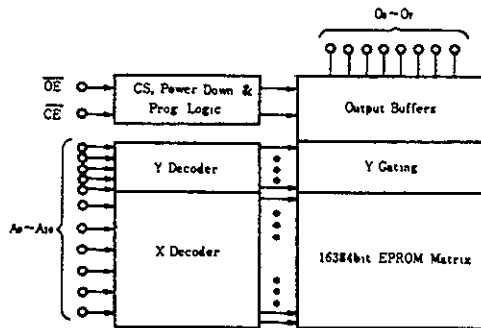 O₀~O₇
OE
CE
CS, Power Down &
Prog Logic
Output Buffers
Y Decoder
Y Gating
A₀~A₁₀
X Decoder
16384bit EPROM Matrix